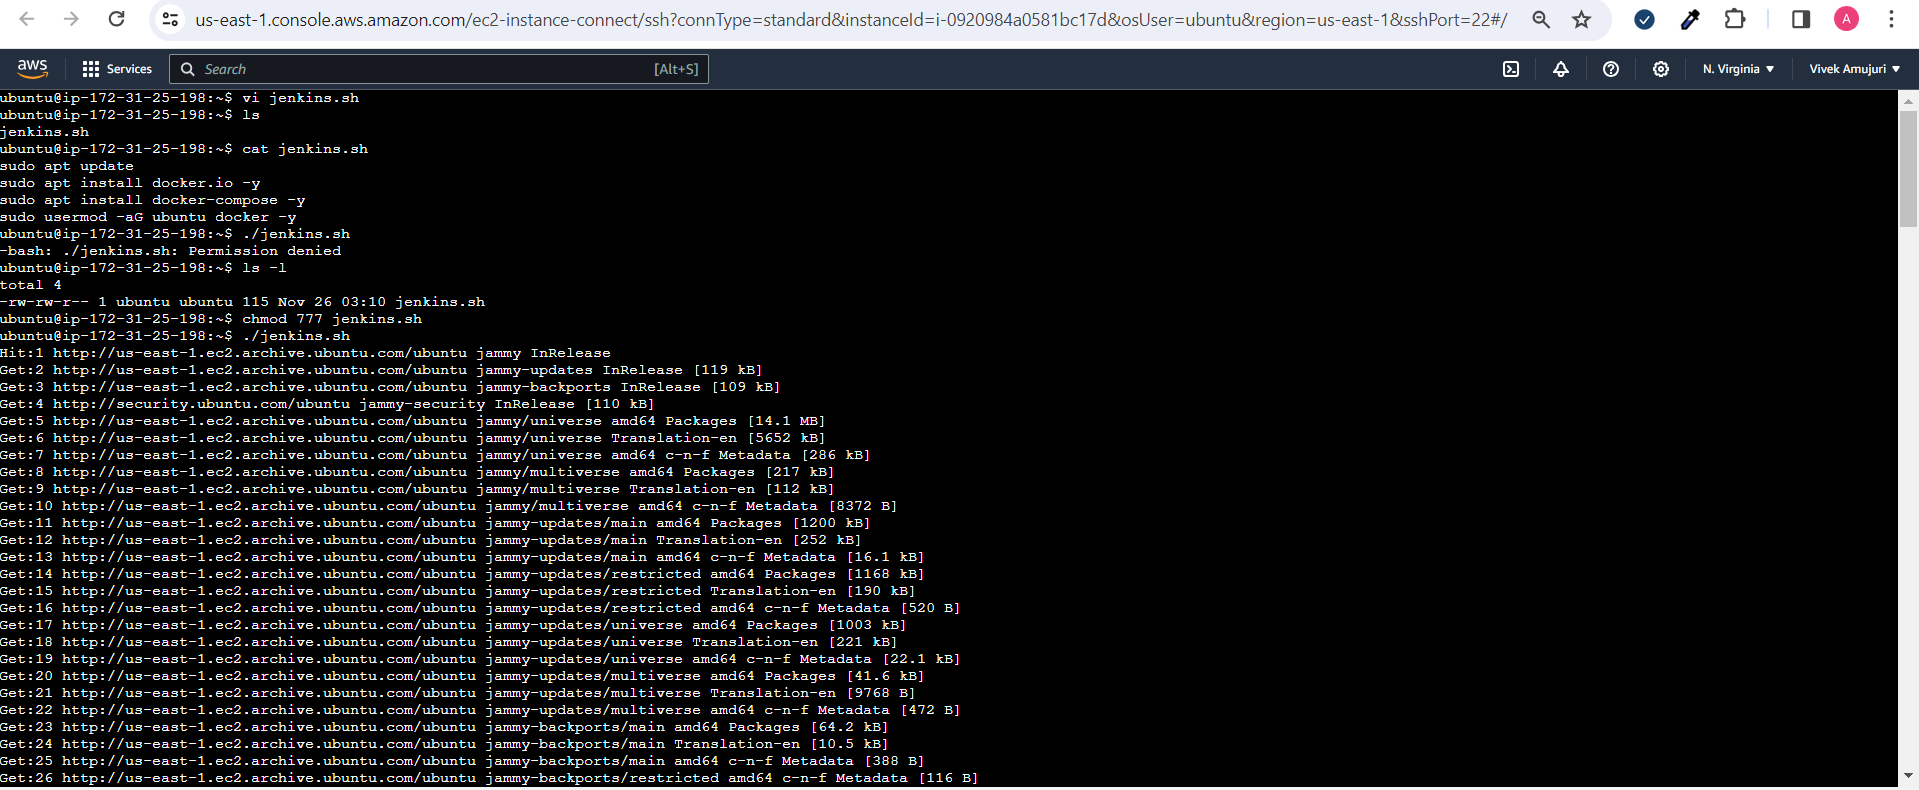 us-east-1.console.aws.amazon.com/ec2-instance-connect/ssh?connType=standard&instanceId=i-0920984a0581bc17d&osUser=ubuntu&region=us-east-1&sshPort=22#/
A
aws Services Search [Alt+S] N. Virginia Vivek Amujuri
ubuntu@ip-172-31-25-198:~$ vi jenkins.sh
ubuntu@ip-172-31-25-198:~$ ls
jenkins.sh
ubuntu@ip-172-31-25-198:~$ cat jenkins.sh
sudo apt update
sudo apt install docker.io -y
sudo apt install docker-compose -y
sudo usermod -aG ubuntu docker -y
ubuntu@ip-172-31-25-198:~$ ./jenkins.sh
-bash: ./jenkins.sh: Permission denied
ubuntu@ip-172-31-25-198:~$ ls -l
total 4
-rw-rw-r-- 1 ubuntu ubuntu 115 Nov 26 03:10 jenkins.sh
ubuntu@ip-172-31-25-198:~$ chmod 777 jenkins.sh
ubuntu@ip-172-31-25-198:~$ ./jenkins.sh
Hit:1 http://us-east-1.ec2.archive.ubuntu.com/ubuntu jammy InRelease
Get:2 http://us-east-1.ec2.archive.ubuntu.com/ubuntu jammy-updates InRelease [119 kB]
Get:3 http://us-east-1.ec2.archive.ubuntu.com/ubuntu jammy-backports InRelease [109 kB]
Get:4 http://security.ubuntu.com/ubuntu jammy-security InRelease [110 kB]
Get:5 http://us-east-1.ec2.archive.ubuntu.com/ubuntu jammy/universe amd64 Packages [14.1 MB]
Get:6 http://us-east-1.ec2.archive.ubuntu.com/ubuntu jammy/universe Translation-en [5652 kB]
Get:7 http://us-east-1.ec2.archive.ubuntu.com/ubuntu jammy/universe amd64 c-n-f Metadata [286 kB]
Get:8 http://us-east-1.ec2.archive.ubuntu.com/ubuntu jammy/multiverse amd64 Packages [217 kB]
Get:9 http://us-east-1.ec2.archive.ubuntu.com/ubuntu jammy/multiverse Translation-en [112 kB]
Get:10 http://us-east-1.ec2.archive.ubuntu.com/ubuntu jammy/multiverse amd64 c-n-f Metadata [8372 B]
Get:11 http://us-east-1.ec2.archive.ubuntu.com/ubuntu jammy-updates/main amd64 Packages [1200 kB]
Get:12 http://us-east-1.ec2.archive.ubuntu.com/ubuntu jammy-updates/main Translation-en [252 kB]
Get:13 http://us-east-1.ec2.archive.ubuntu.com/ubuntu jammy-updates/main amd64 c-n-f Metadata [16.1 kB]
Get:14 http://us-east-1.ec2.archive.ubuntu.com/ubuntu jammy-updates/restricted amd64 Packages [1168 kB]
Get:15 http://us-east-1.ec2.archive.ubuntu.com/ubuntu jammy-updates/restricted Translation-en [190 kB]
Get:16 http://us-east-1.ec2.archive.ubuntu.com/ubuntu jammy-updates/restricted amd64 c-n-f Metadata [520 B]
Get:17 http://us-east-1.ec2.archive.ubuntu.com/ubuntu jammy-updates/universe amd64 Packages [1003 kB]
Get:18 http://us-east-1.ec2.archive.ubuntu.com/ubuntu jammy-updates/universe Translation-en [221 kB]
Get:19 http://us-east-1.ec2.archive.ubuntu.com/ubuntu jammy-updates/universe amd64 c-n-f Metadata [22.1 kB]
Get:20 http://us-east-1.ec2.archive.ubuntu.com/ubuntu jammy-updates/multiverse amd64 Packages [41.6 kB]
Get:21 http://us-east-1.ec2.archive.ubuntu.com/ubuntu jammy-updates/multiverse Translation-en [9768 B]
Get:22 http://us-east-1.ec2.archive.ubuntu.com/ubuntu jammy-updates/multiverse amd64 c-n-f Metadata [472 B]
Get:23 http://us-east-1.ec2.archive.ubuntu.com/ubuntu jammy-backports/main amd64 Packages [64.2 kB]
Get:24 http://us-east-1.ec2.archive.ubuntu.com/ubuntu jammy-backports/main Translation-en [10.5 kB]
Get:25 http://us-east-1.ec2.archive.ubuntu.com/ubuntu jammy-backports/main amd64 c-n-f Metadata [388 B]
Get:26 http://us-east-1.ec2.archive.ubuntu.com/ubuntu jammy-backports/restricted amd64 c-n-f Metadata [116 B]